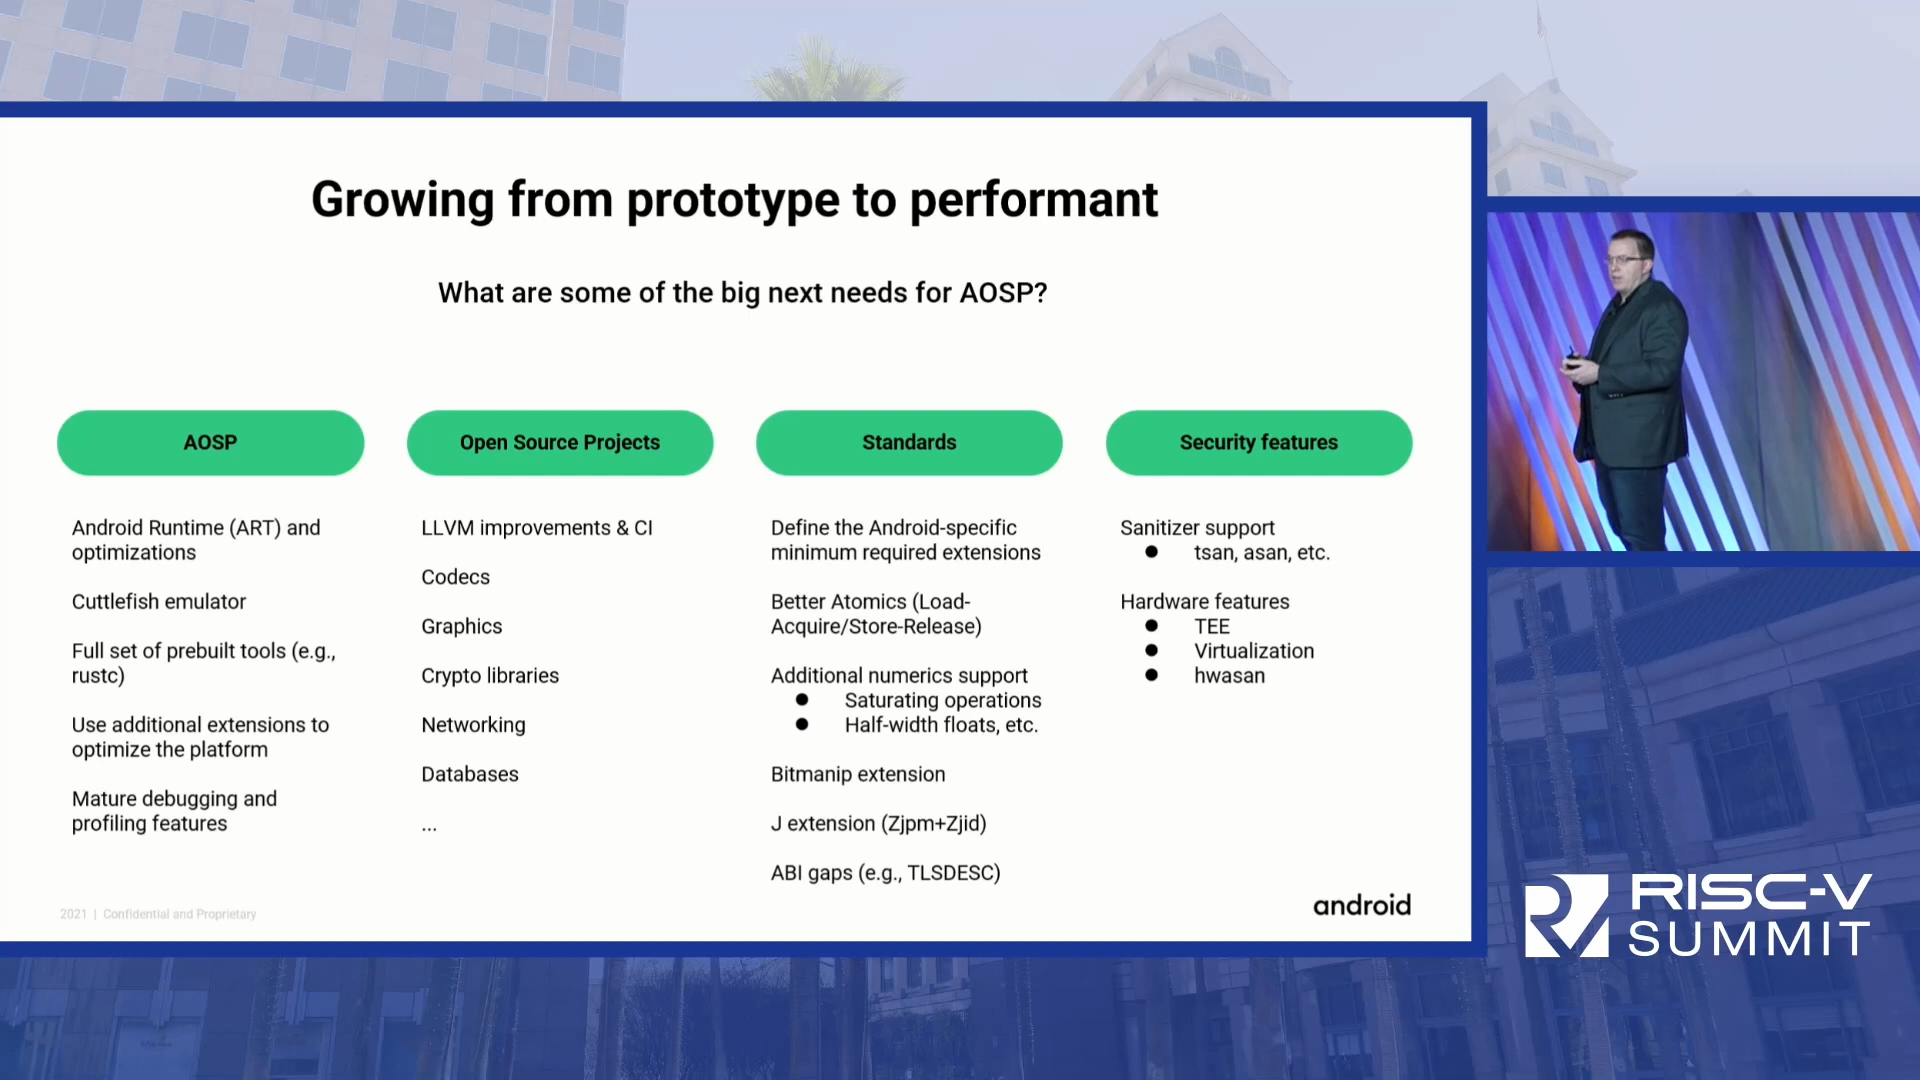 Growing from prototype to performant
What are some of the big next needs for AOSP?
AOSP
Android Runtime (ART) and
optimizations
Cuttlefish emulator
Full set of prebuilt tools (e.g.,
rustc)
Use additional extensions to
optimize the platform
Mature debugging and
profiling features
Open Source Projects
LLVM improvements & CI
Codecs
Graphics
Crypto libraries
Networking
Databases
...
Standards
Define the Android-specific
minimum required extensions
Better Atomics (Load-
Acquire/Store-Release)
Additional numerics support
● Saturating operations
● Half-width floats, etc.
Bitmanip extension
J extension (Zjpm+Zjid)
ABI gaps (e.g., TLSDESC)
Security features
Sanitizer support
● tsan, asan, etc.
Hardware features
● TEE
● Virtualization
● hwasan
2021 | Confidential and Proprietary
android
RISC-V
SUMMIT